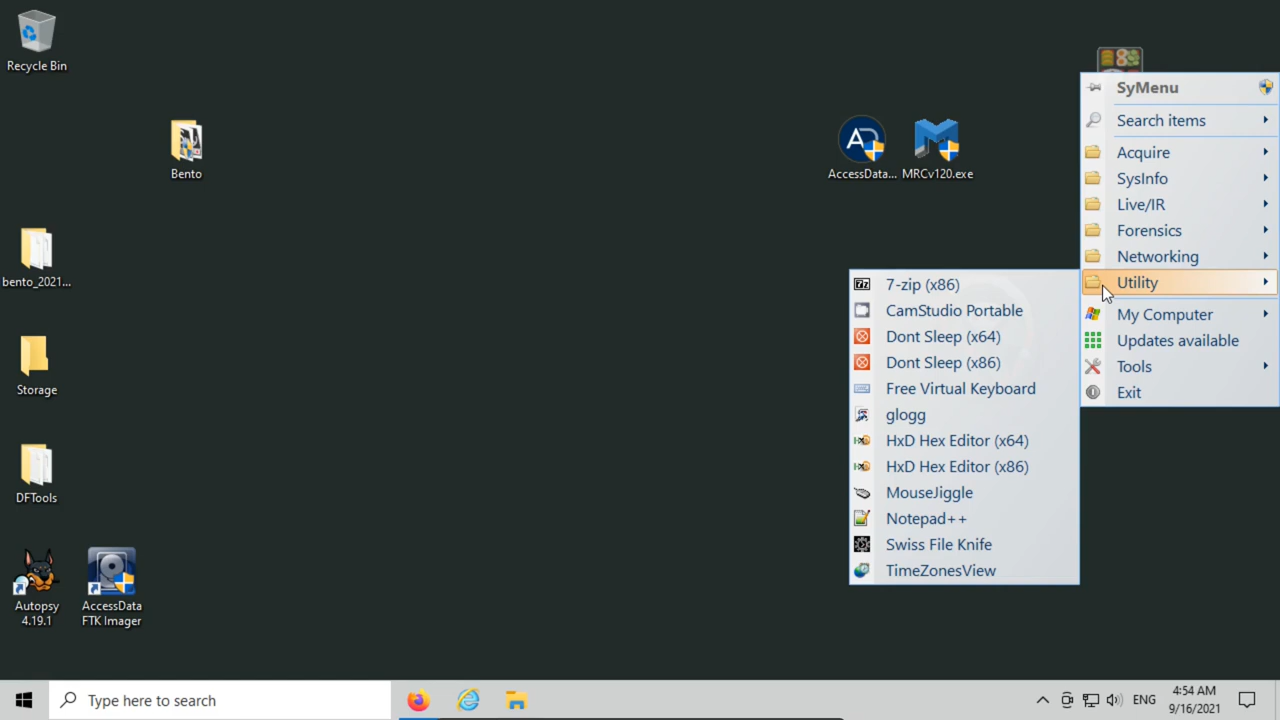 Recycle Bin
Bento
bento_2021...
Storage
DFTools
Autopsy
4.19.1
AccessData
FTK Imager
AccessData...
MRCv120.exe
SyMenu
Search items
Acquire
SysInfo
Live/IR
Forensics
Networking
Utility
My Computer
Updates available
Tools
Exit
7-zip (x86)
CamStudio Portable
Dont Sleep (x64)
Dont Sleep (x86)
Free Virtual Keyboard
glogg
HxD Hex Editor (x64)
HxD Hex Editor (x86)
MouseJiggle
Notepad++
Swiss File Knife
TimeZonesView
Type here to search
ENG
4:54 AM
9/16/2021